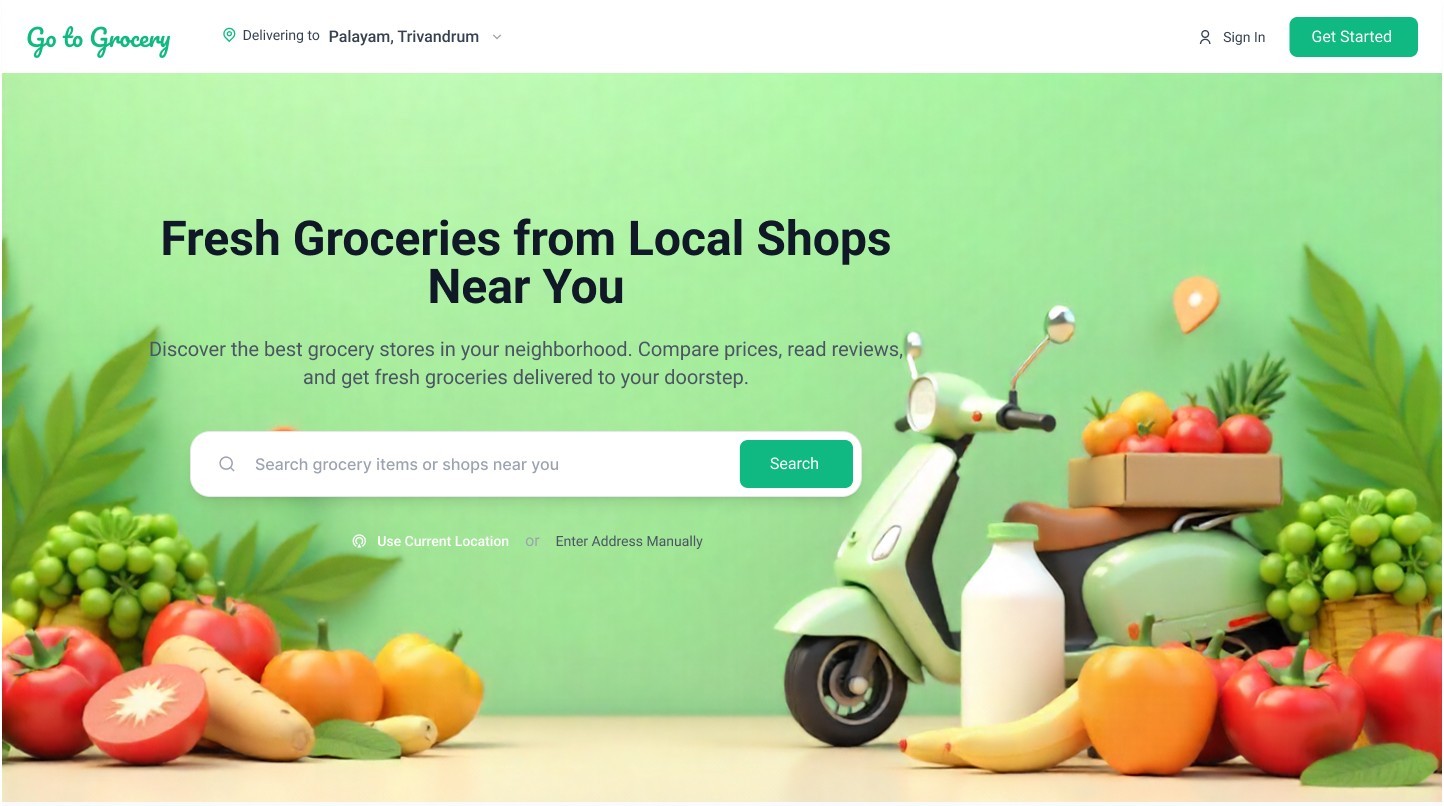 Go to Grocery
Delivering to Palayam, Trivandrum
Sign In
Get Started
Fresh Groceries from Local Shops
Near You
Discover the best grocery stores in your neighborhood. Compare prices, read reviews,
and get fresh groceries delivered to your doorstep.
Search grocery items or shops near you
Search
Use Current Location or Enter Address Manually